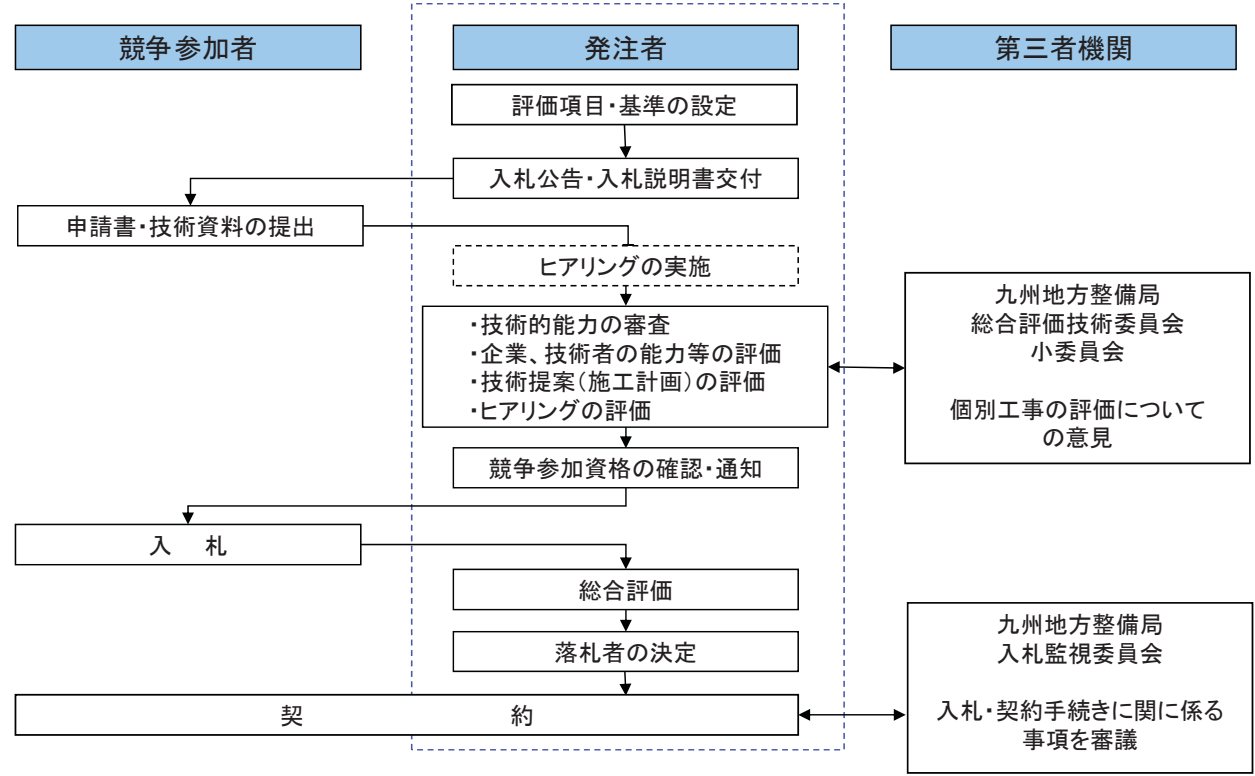 競争参加者
発注者
第三者機関
評価項目・基準の設定
入札公告・入札説明書交付
申請書・技術資料の提出
ヒアリングの実施
・技術的能力の審査
・企業、技術者の能力等の評価
・技術提案（施工計画）の評価
・ヒアリングの評価
九州地方整備局
総合評価技術委員会
小委員会
個別工事の評価について
の意見
競争参加資格の確認・通知
入　札
総合評価
落札者の決定
契　約
九州地方整備局
入札監視委員会
入札・契約手続きに関に係る
事項を審議